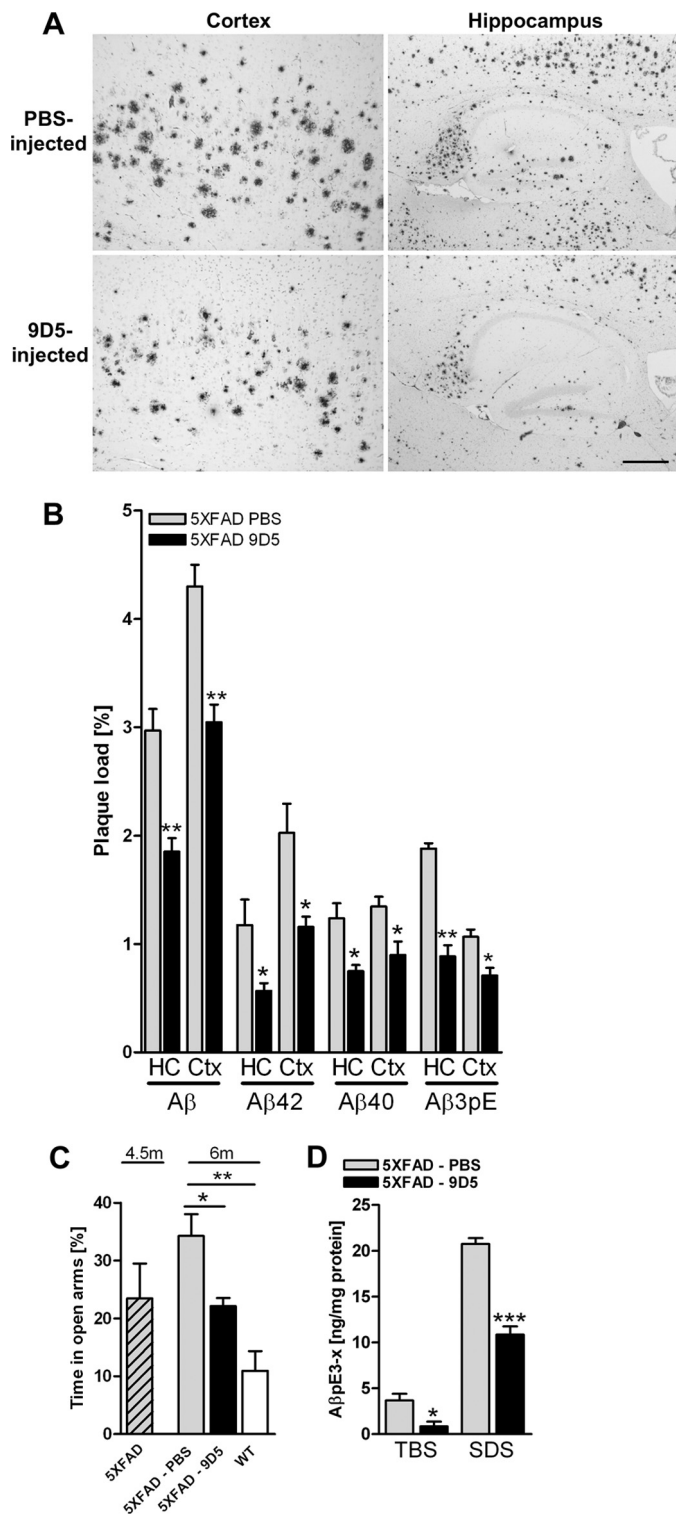 A
Cortex
Hippocampus
PBS-
injected
9D5-
injected
B
5XFAD PBS
5XFAD 9D5
Plaque load [%]
5
4
3
2
1
0
**
**
*
*
*
*
**
*
HC Ctx HC Ctx HC Ctx HC Ctx
Aβ Aβ42 Aβ40 Aβ3pE
C
4.5m 6m
**
*
Time in open arms [%]
40
30
20
10
0
5XFAD
5XFAD - PBS
5XFAD - 9D5
WT
D
5XFAD - PBS
5XFAD - 9D5
AβpE3-x [ng/mg protein]
25
20
15
10
5
0
*
***
TBS SDS